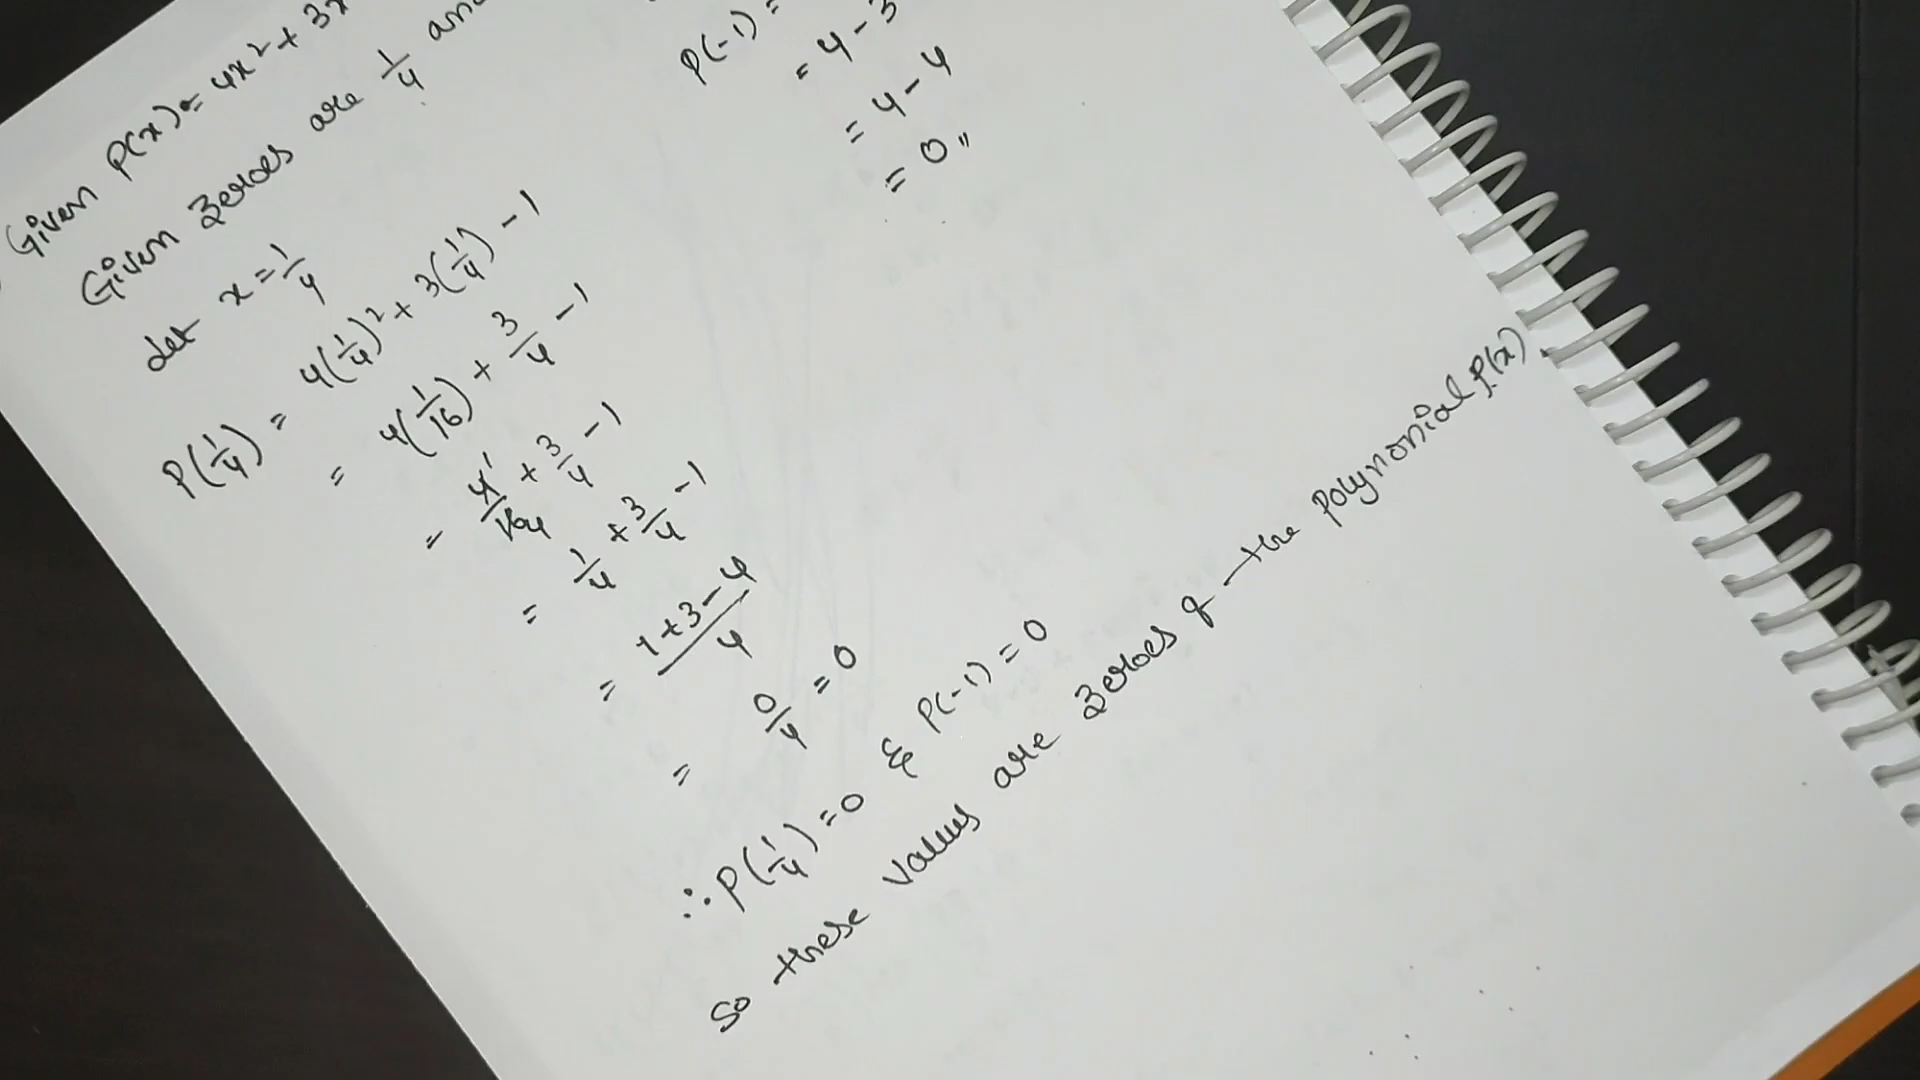 Given P(x) = 4x² + 3x
Given Zeroes are 1/4 and
Let x = 1/4
P(1/4) = 4(1/4)² + 3(1/4) - 1
= 4(1/16) + 3/4 - 1
= 4/16 + 3/4 - 1
= 1/4 + 3/4 - 1
= 1+3-4/4
= 0/4 = 0
P(-1) =
= 4 - 3
= 4 - 4
= 0
∴ P(1/4) = 0 & P(-1) = 0
So these values are Zeroes of the Polynomial P(x).